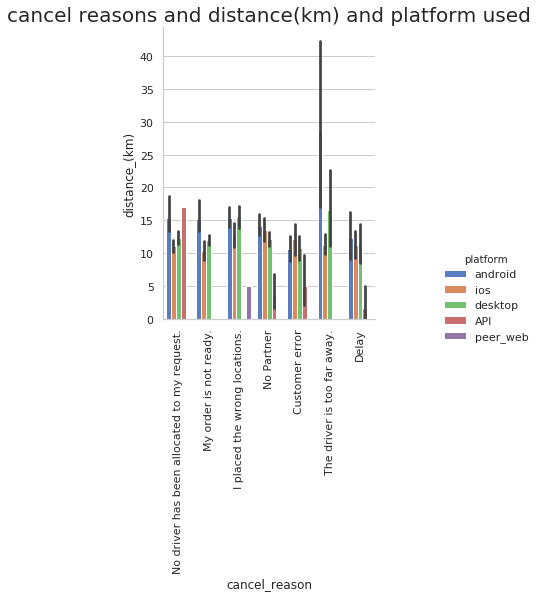 cancel reasons and distance(km) and platform used
distance_(km)
40
35
30
25
20
15
10
5
0
No driver has been allocated to my request.
My order is not ready.
I placed the wrong locations.
No Partner
Customer error
The driver is too far away.
Delay
cancel_reason
platform
android
ios
desktop
API
peer_web